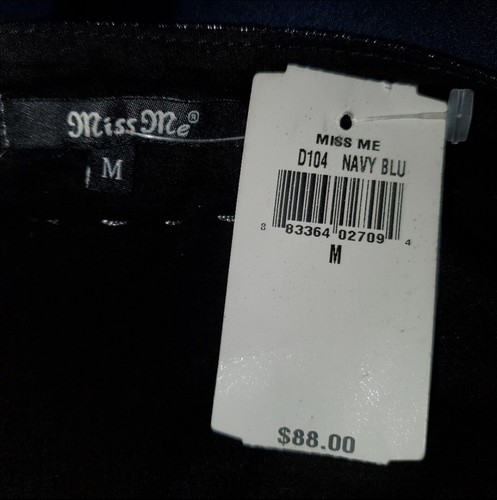 Miss Me®
M
MISS ME
D104 NAVY BLU
8 83364 02709 4
M
$88.00